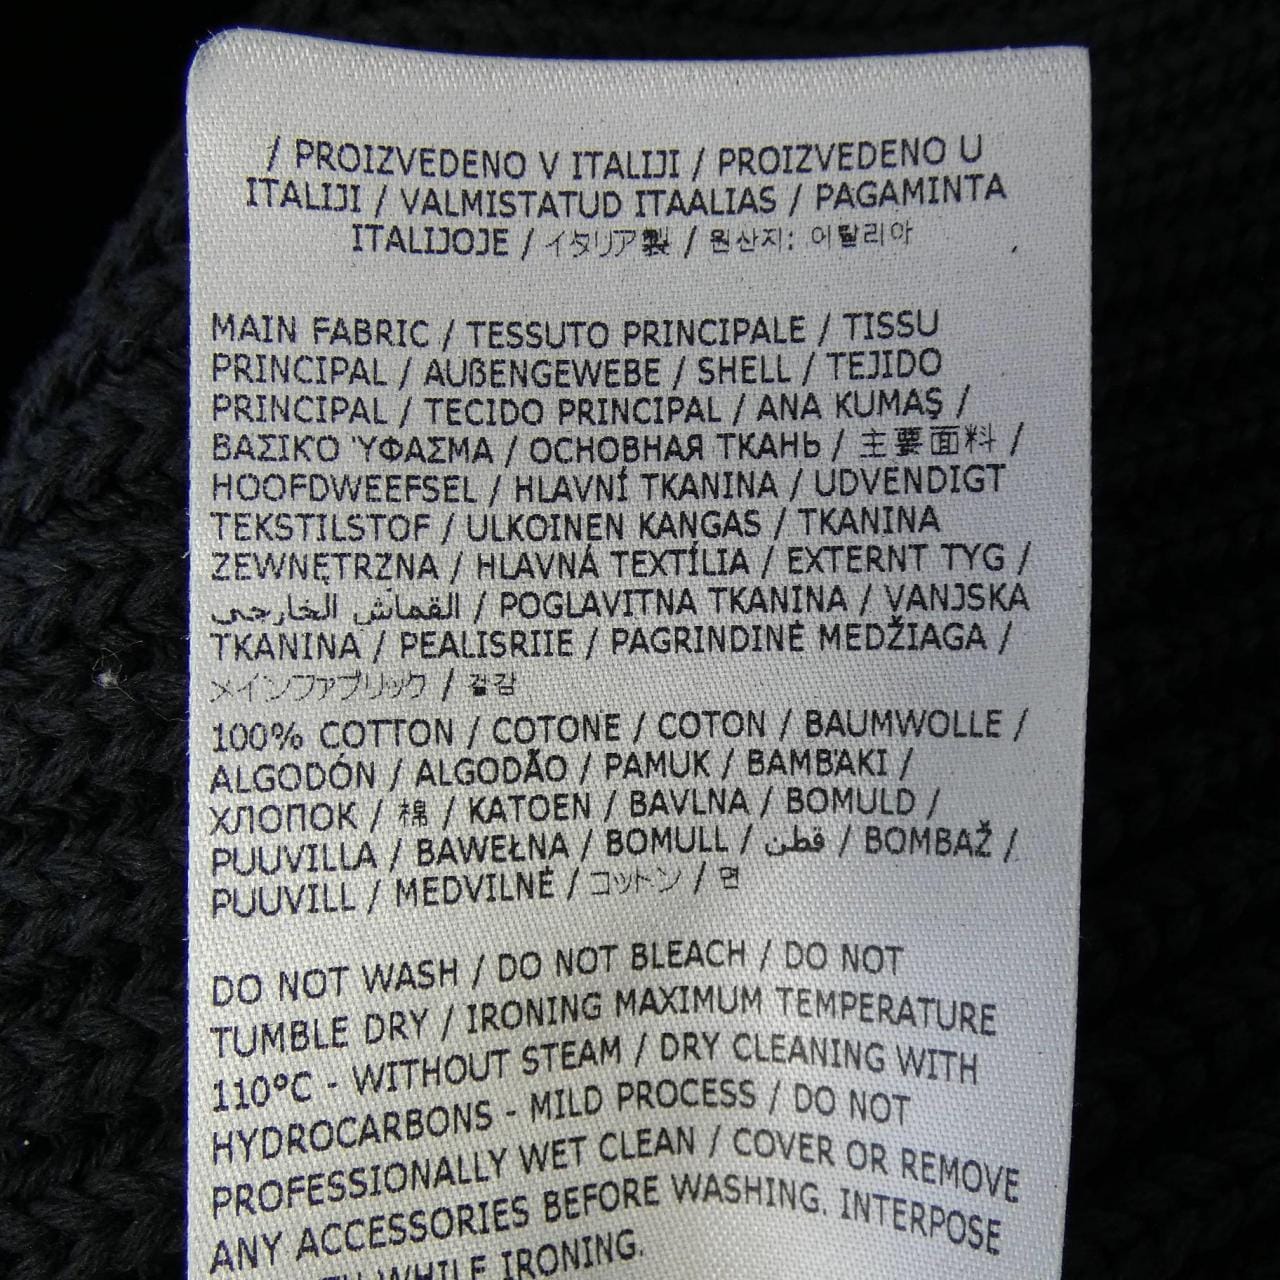 / PROIZVEDENO V ITALIJI / PROIZVEDENO U
ITALIJI / VALMISTATUD ITAALIAS / PAGAMINTA
ITALIJOJE / イタリア製 / 원산지: 이탈리아
MAIN FABRIC / TESSUTO PRINCIPALE / TISSU
PRINCIPAL / AUßENGEWEBE / SHELL / TEJIDO
PRINCIPAL / TECIDO PRINCIPAL / ANA KUMAŞ /
ΒΑΣΙΚΟ ΎΦΑΣΜΑ / ОСНОВНАЯ ТКАНЬ / 主要面料 /
HOOFDWEEFSEL / HLAVNÍ TKANINA / UDVENDIGT
TEKSTILSTOF / ULKOINEN KANGAS / TKANINA
ZEWNĘTRZNA / HLAVNÁ TEXTÍLIA / EXTERNT TYG /
القماش الخارجي / POGLAVITNA TKANINA / VANJSKA
TKANINA / PEALISRIIE / PAGRINDINĖ MEDŽIAGA /
メインファブリック / 겉감
100% COTTON / COTONE / COTON / BAUMWOLLE /
ALGODÓN / ALGODÃO / PAMUK / ΒΑΜΒΆΚΙ /
ХЛОПОК / 棉 / KATOEN / BAVLNA / BOMULD /
PUUVILLA / BAWEŁNA / BOMULL / قطن / BOMBAŽ /
PUUVILL / MEDVILNĖ / コットン / 면
DO NOT WASH / DO NOT BLEACH / DO NOT
TUMBLE DRY / IRONING MAXIMUM TEMPERATURE
110°C - WITHOUT STEAM / DRY CLEANING WITH
HYDROCARBONS - MILD PROCESS / DO NOT
PROFESSIONALLY WET CLEAN / COVER OR REMOVE
ANY ACCESSORIES BEFORE WASHING. INTERPOSE
WHILE IRONING.